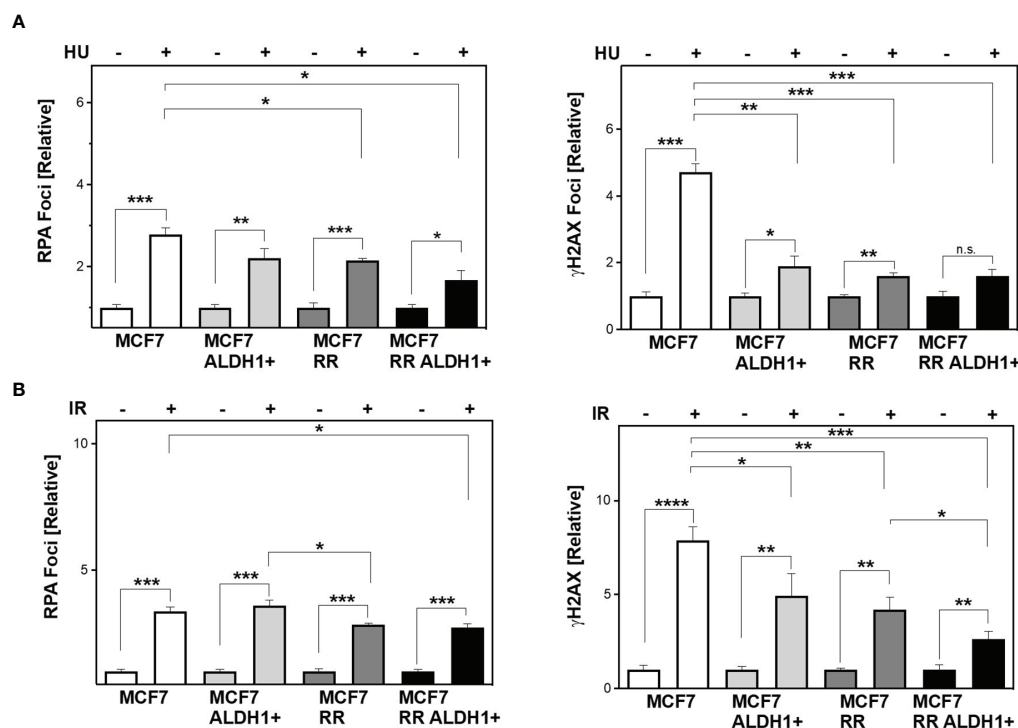 A
HU - + - + - + - +
RPA Foci [Relative]
6
4
2
*
*
***
**
***
*
MCF7 MCF7 MCF7 MCF7
ALDH1+ RR RR ALDH1+
HU - + - + - + - +
γH2AX Foci [Relative]
6
4
2
0
***
***
**
***
*
**
n.s.
MCF7 MCF7 MCF7 MCF7
ALDH1+ RR RR ALDH1+
B
IR - + - + - + - +
RPA Foci [Relative]
10
5
*
*
***
***
***
***
MCF7 MCF7 MCF7 MCF7
ALDH1+ RR RR ALDH1+
IR - + - + - + - +
γH2AX [Relative]
10
5
0
***
**
*
*
****
**
**
**
MCF7 MCF7 MCF7 MCF7
ALDH1+ RR RR ALDH1+